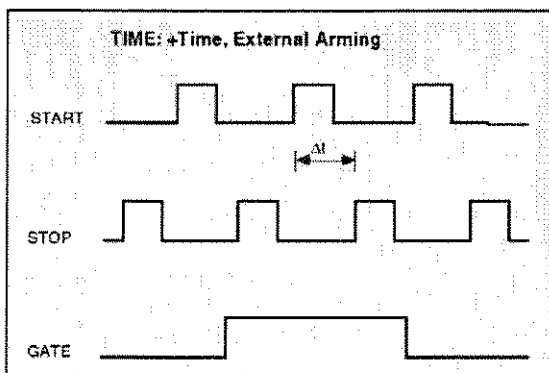 TIME: +Time, External Arming
START
Δt
STOP
GATE